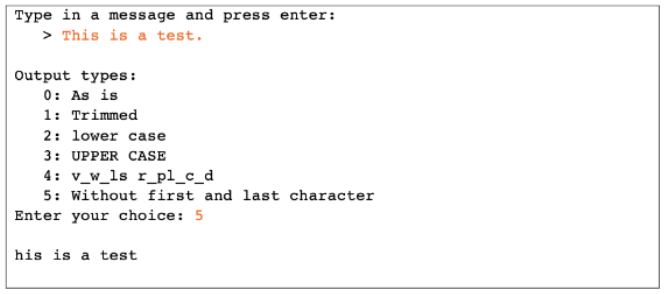 Type in a message and press enter:
> This is a test.
Output types:
0: As is
1: Trimmed
2: lower case
3: UPPER CASE
4: v_w_ls r_pl_c_d
5: Without first and last character
Enter your choice: 5
his is a test